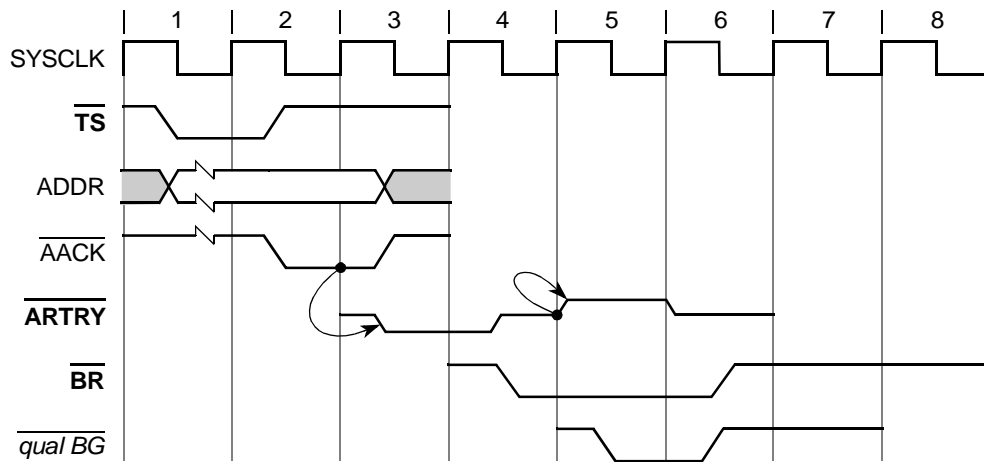 1 2 3 4 5 6 7 8
SYSCLK
TS
ADDR
AACK
ARTRY
BR
qual BG